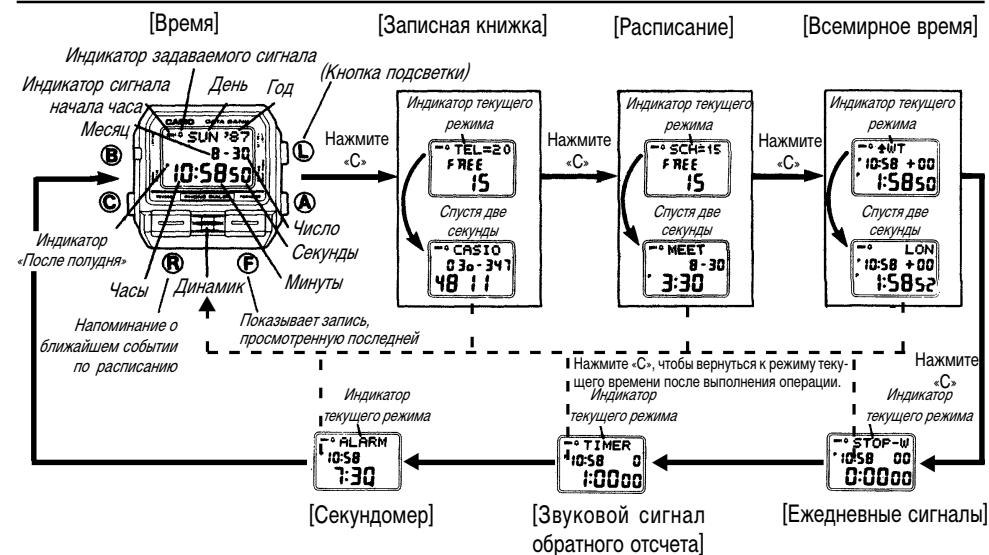 [Время]
[Записная книжка]
[Расписание]
[Всемирное время]
Индикатор задаваемого сигнала
Индикатор сигнала
начала часа
День
Год
(Кнопка подсветки)
Месяц
CASIO DATA BANK
SUN '87
8-30
10:58 50
B
C
L
A
R
F
Индикатор
«После полудня»
Часы
Динамик
Число
Секунды
Минуты
Напоминание о
ближайшем событии
по расписанию
Показывает запись,
просмотренную последней
Нажмите
«С»
Индикатор текущего
режима
TEL=20
FREE
15
Спустя две
секунды
CASIO
03o-347
48 11
Нажмите
«С»
Индикатор текущего
режима
SCH=15
FREE
15
Спустя две
секунды
MEET
8-30
3:30
Нажмите
«С»
Индикатор текущего
режима
WT
10:58 +00
1:58 50
Спустя две
секунды
LON
10:58 +00
1:58 52
Нажмите
«С»
Нажмите «С», чтобы вернуться к режиму теку-
щего времени после выполнения операции.
Индикатор
текущего режима
ALARM
10:58
7:30
[Секундомер]
Индикатор
текущего режима
TIMER
10:58 0
1:00 00
[Звуковой сигнал
обратного отсчета]
Индикатор
текущего режима
STOP-W
10:58 00
0:00 00
[Ежедневные сигналы]